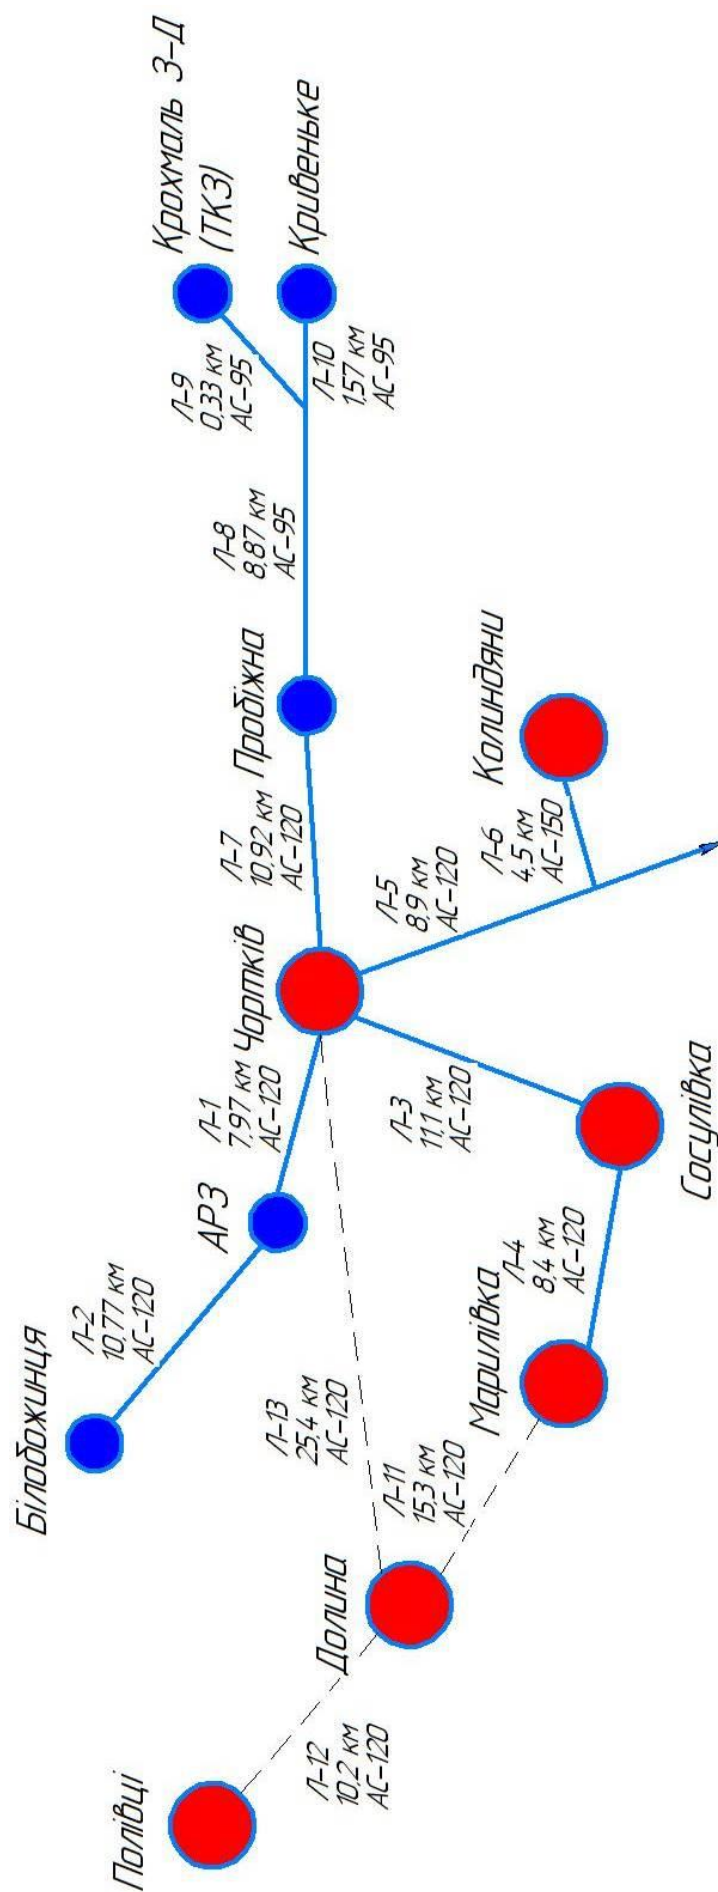 Крохмаль З-Д
(ТКЗ)
Кривеньке
Л-9
0,33 км
АС-95
Л-10
1,57 км
АС-95
Л-8
8,87 км
АС-95
Пробіжна
Колиндяни
Л-7
10,92 км
АС-120
Л-5
8,9 км
АС-120
Л-6
4,5 км
АС-150
Чортків
Л-1
7,97 км
АС-120
Л-3
11,1 км
АС-120
Сосулівка
АРЗ
Л-2
10,77 км
АС-120
Л-4
8,4 км
АС-120
Марилівка
Білобожинця
Л-13
25,4 км
АС-120
Л-11
15,3 км
АС-120
Долина
Л-12
10,2 км
АС-120
Полівці